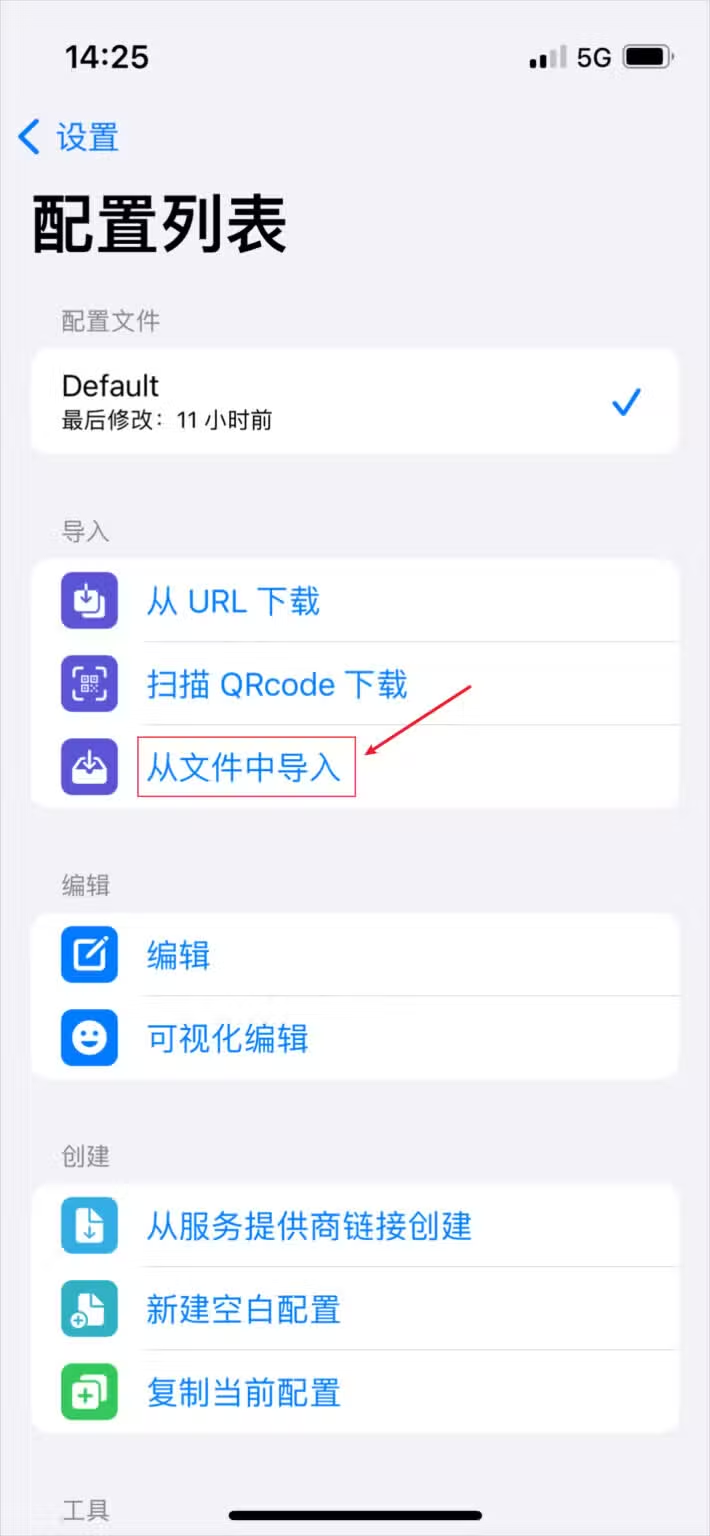 14:25
5G
设置
配置列表
配置文件
Default
最后修改：11 小时前
导入
从 URL 下载
扫描 QRcode 下载
从文件中导入
编辑
编辑
可视化编辑
创建
从服务提供商链接创建
新建空白配置
复制当前配置
工具